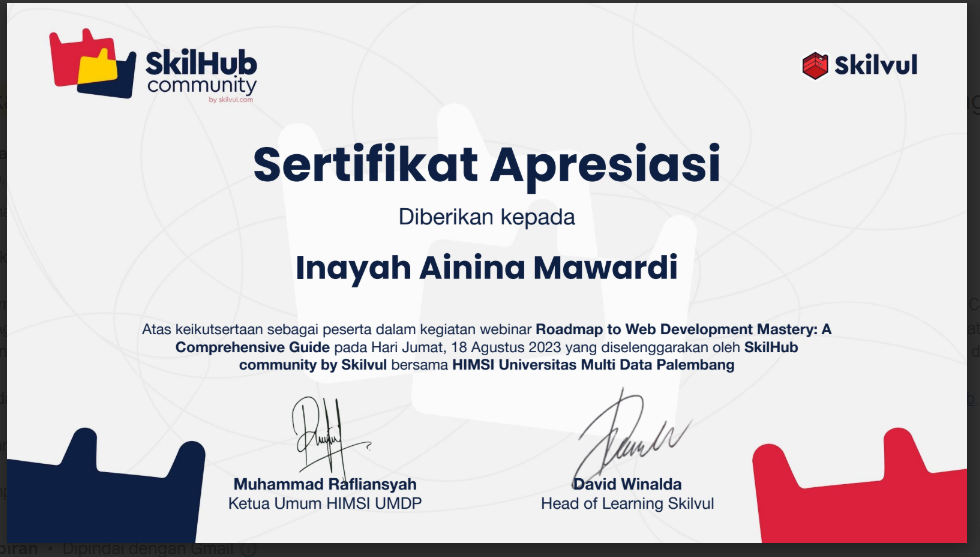 SkilHub
community
by skilvul.com
Skilvul
Sertifikat Apresiasi
Diberikan kepada
Inayah Ainina Mawardi
Atas keikutsertaan sebagai peserta dalam kegiatan webinar Roadmap to Web Development Mastery: A
Comprehensive Guide pada Hari Jumat, 18 Agustus 2023 yang diselenggarakan oleh SkilHub
community by Skilvul bersama HIMSI Universitas Multi Data Palembang
Muhammad Rafliansyah
Ketua Umum HIMSI UMDP
David Winalda
Head of Learning Skilvul
Dipindai dengan Gmail